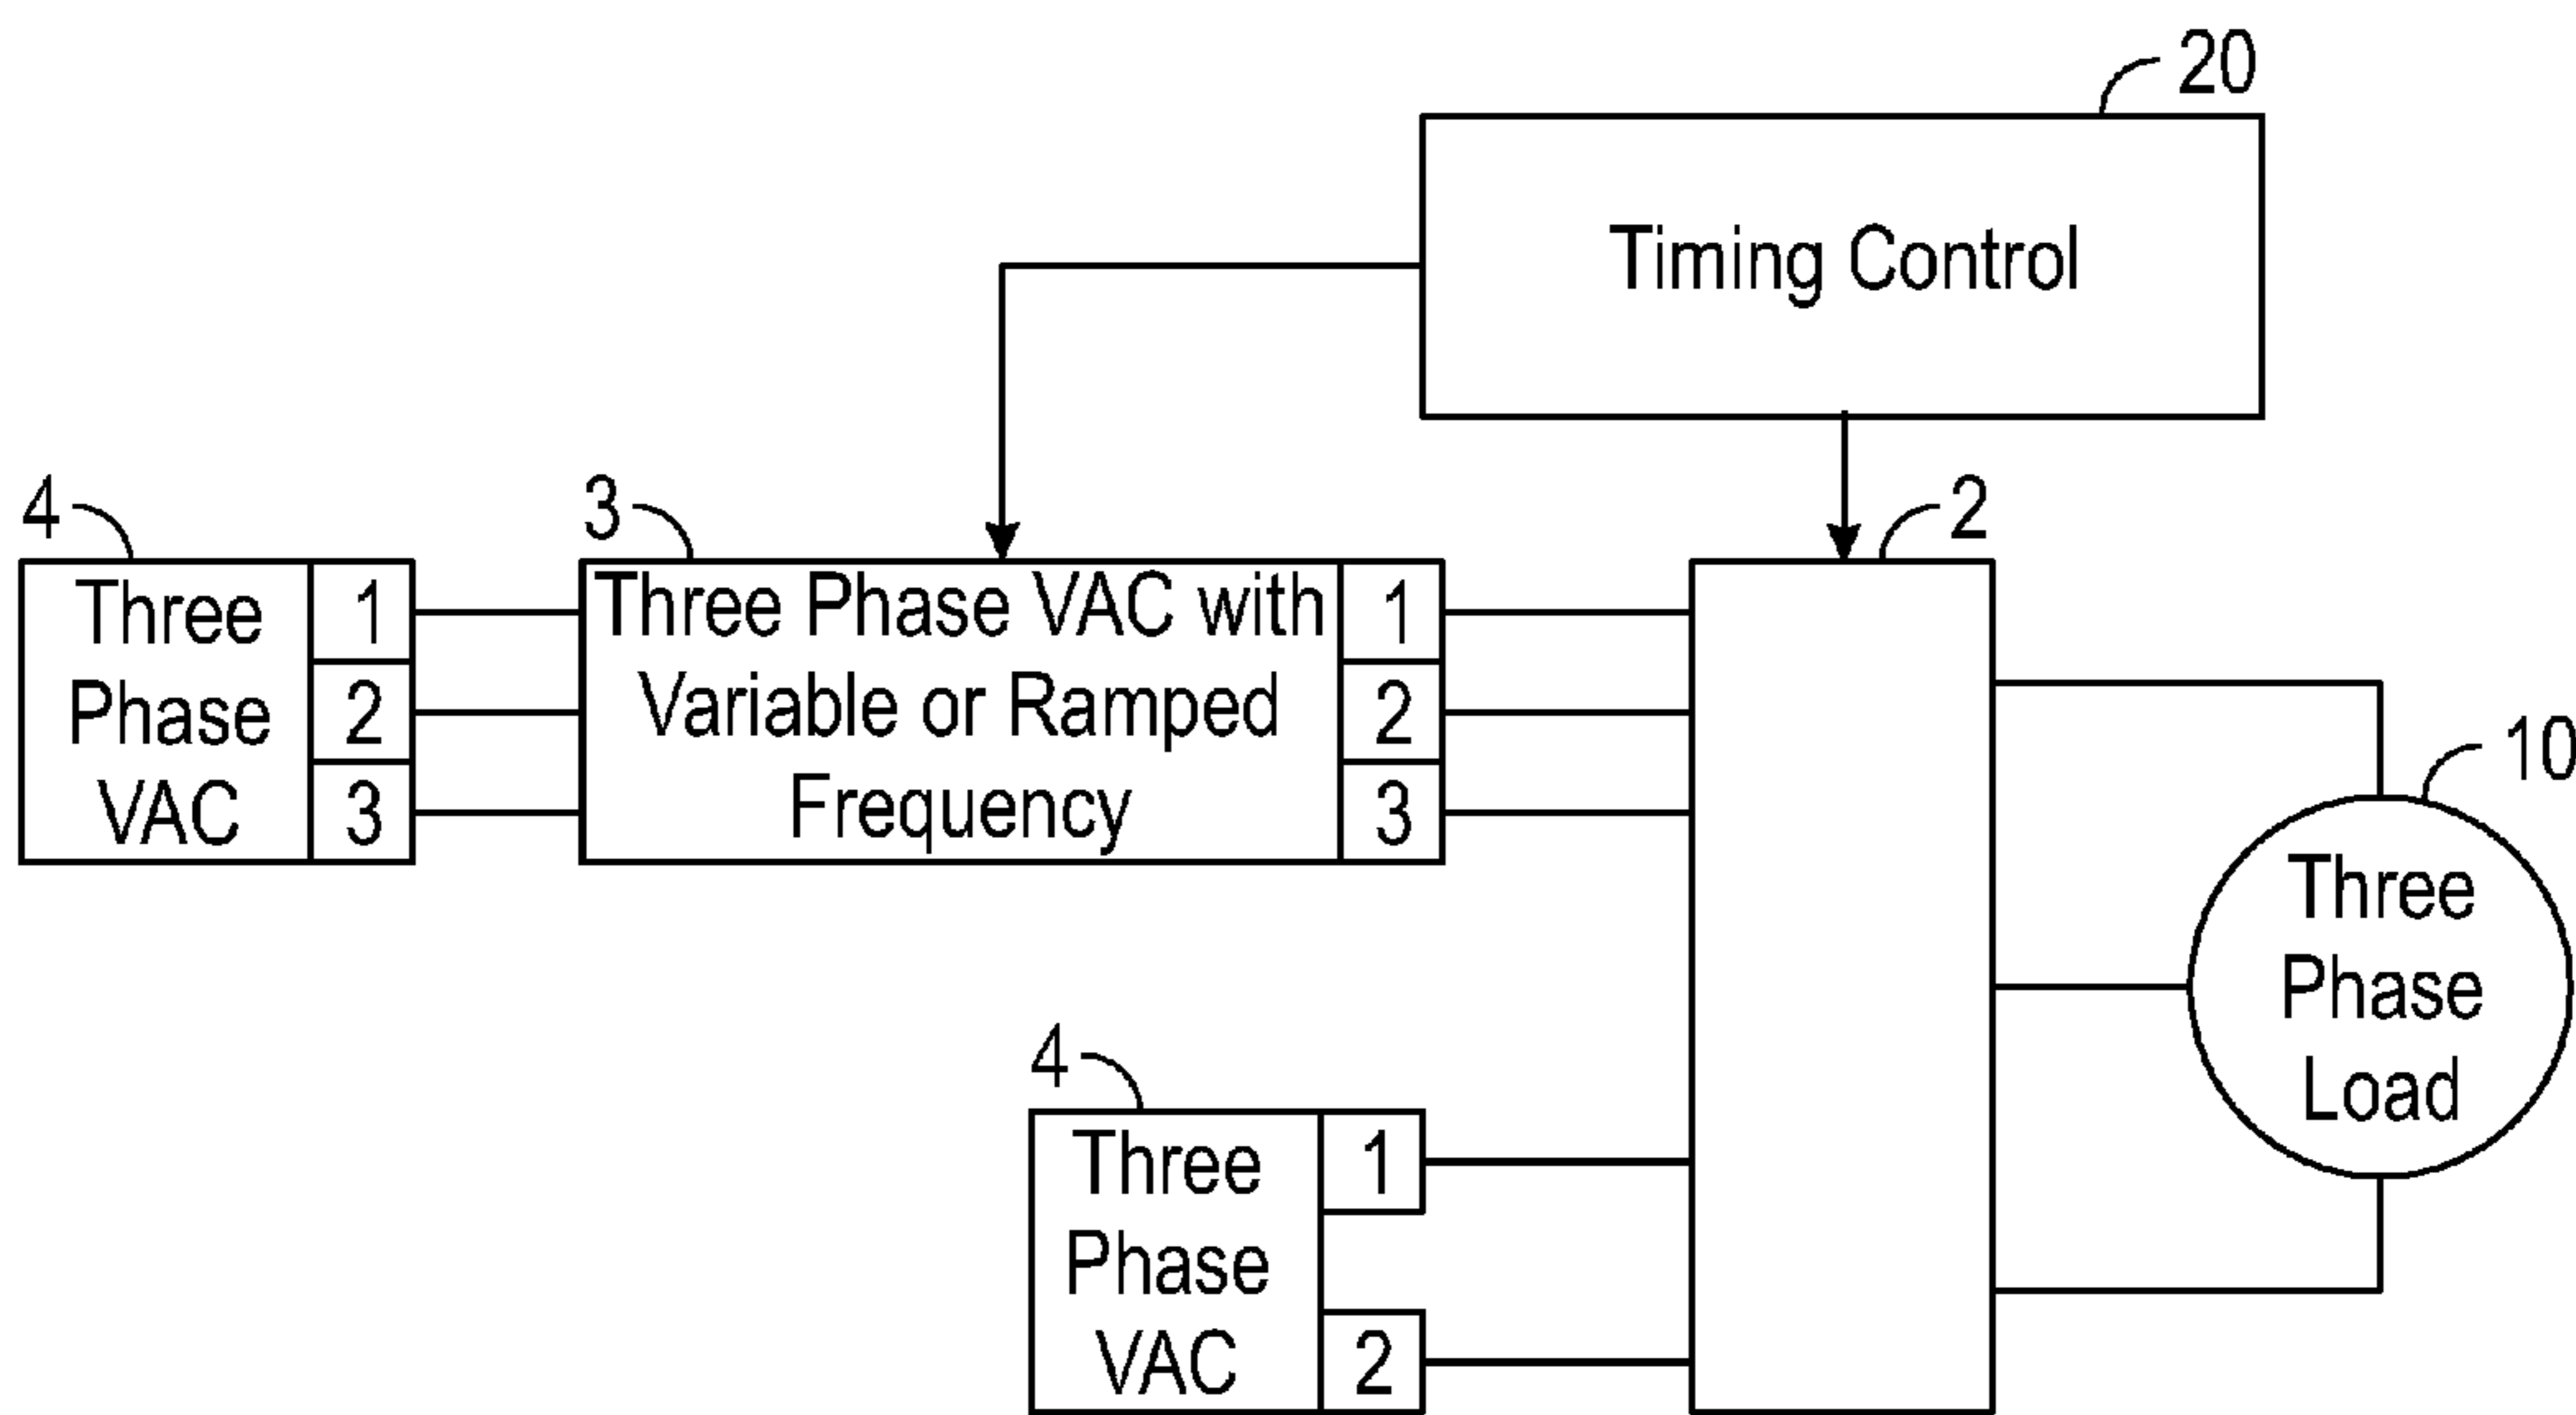 20
Timing Control
4
3
2
Three
Phase
VAC
1
2
3
Three Phase VAC with
Variable or Ramped
Frequency
1
2
3
10
Three
Phase
Load
4
Three
Phase
VAC
1
2